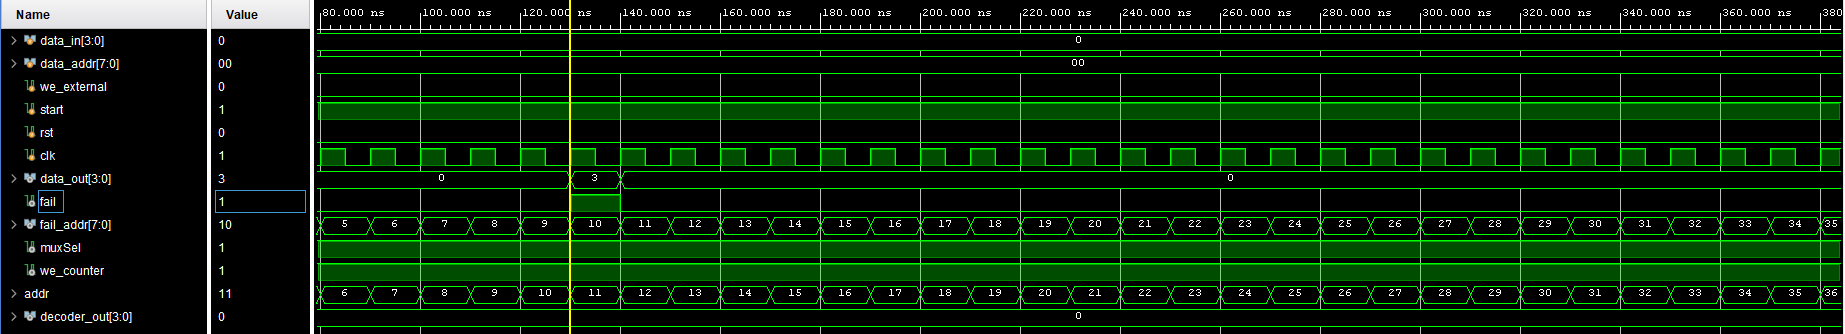 Name Value 80.000 ns 100.000 ns 120.000 ns 140.000 ns 160.000 ns 180.000 ns 200.000 ns 220.000 ns 240.000 ns 260.000 ns 280.000 ns 300.000 ns 320.000 ns 340.000 ns 360.000 ns 380
data_in[3:0] 0 0
data_addr[7:0] 00 00
we_external 0
start 1
rst 0
clk 1
data_out[3:0] 3 0 3 0
fail 1
fail_addr[7:0] 10 5 6 7 8 9 10 11 12 13 14 15 16 17 18 19 20 21 22 23 24 25 26 27 28 29 30 31 32 33 34 35
muxSel 1
we_counter 1
addr 11 6 7 8 9 10 11 12 13 14 15 16 17 18 19 20 21 22 23 24 25 26 27 28 29 30 31 32 33 34 35 36
decoder_out[3:0] 0 0